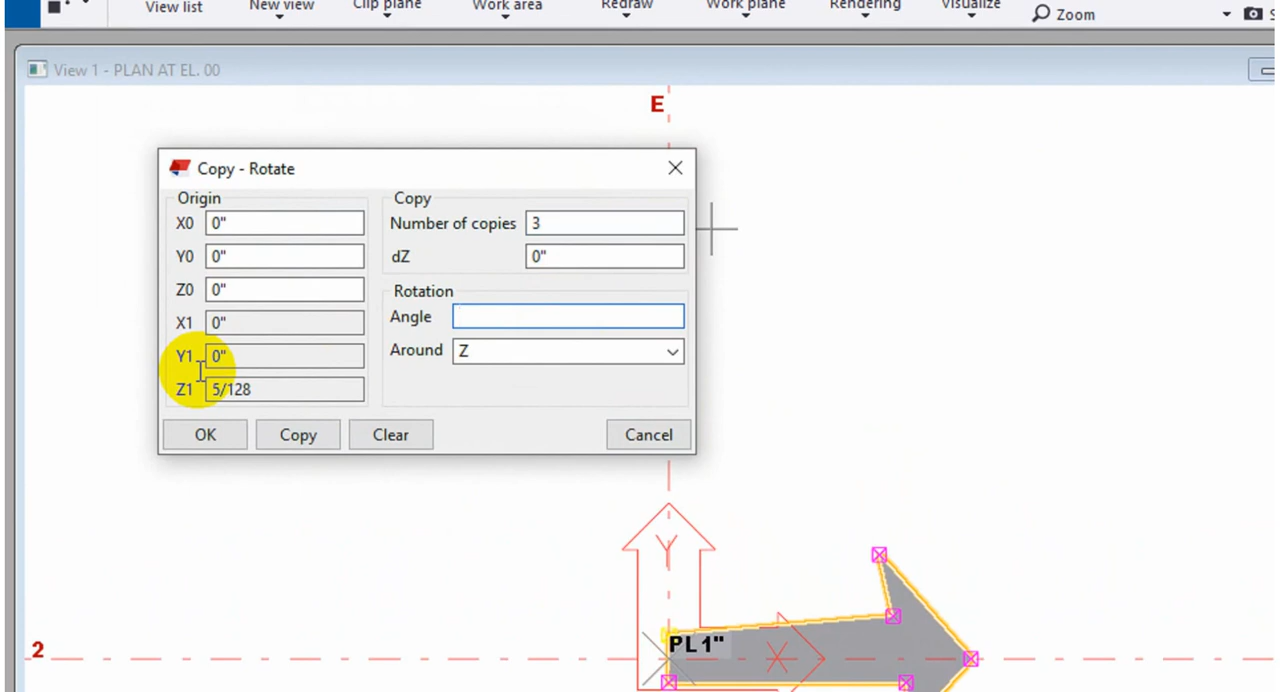 View list New view Clip plane Work area Redraw Work plane Rendering Visualize Zoom
View 1 - PLAN AT EL. 00
E
Copy - Rotate
Origin Copy
X0 0" Number of copies 3
Y0 0" dZ 0"
Z0 0" Rotation
X1 0" Angle
Y1 0" Around Z
Z1 5/128
OK Copy Clear Cancel
Y
PL1"
2 X